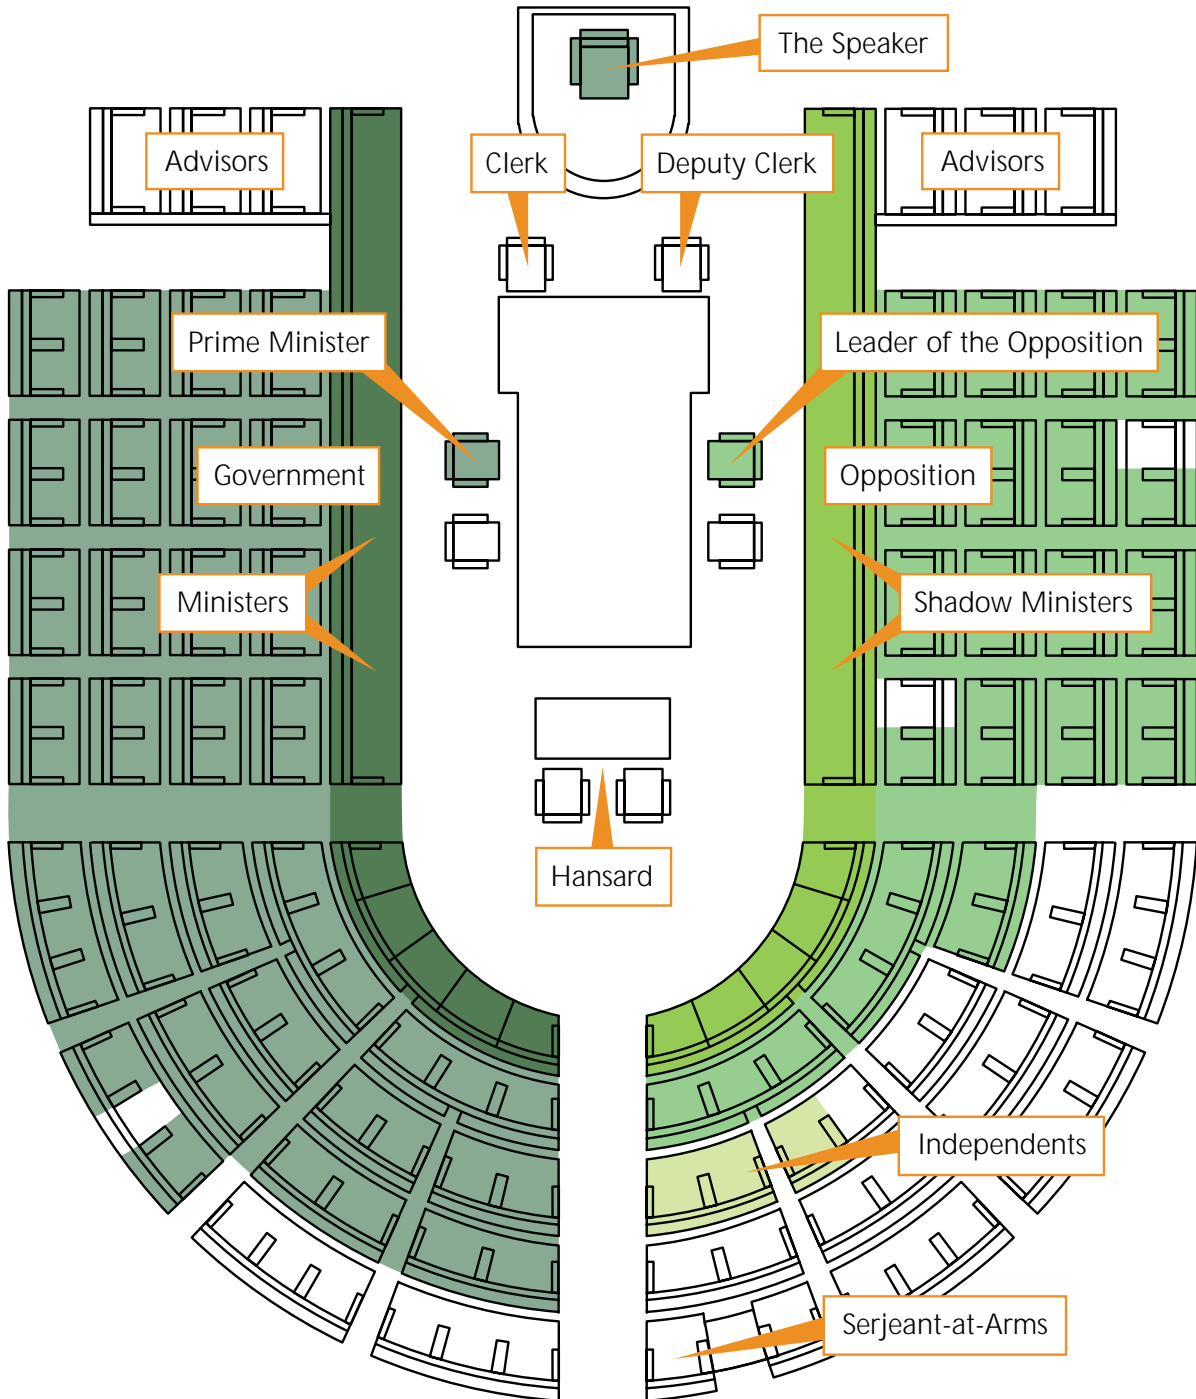 The Speaker
Advisors
Clerk
Deputy Clerk
Advisors
Prime Minister
Leader of the Opposition
Government
Opposition
Ministers
Shadow Ministers
Hansard
Independents
Serjeant-at-Arms